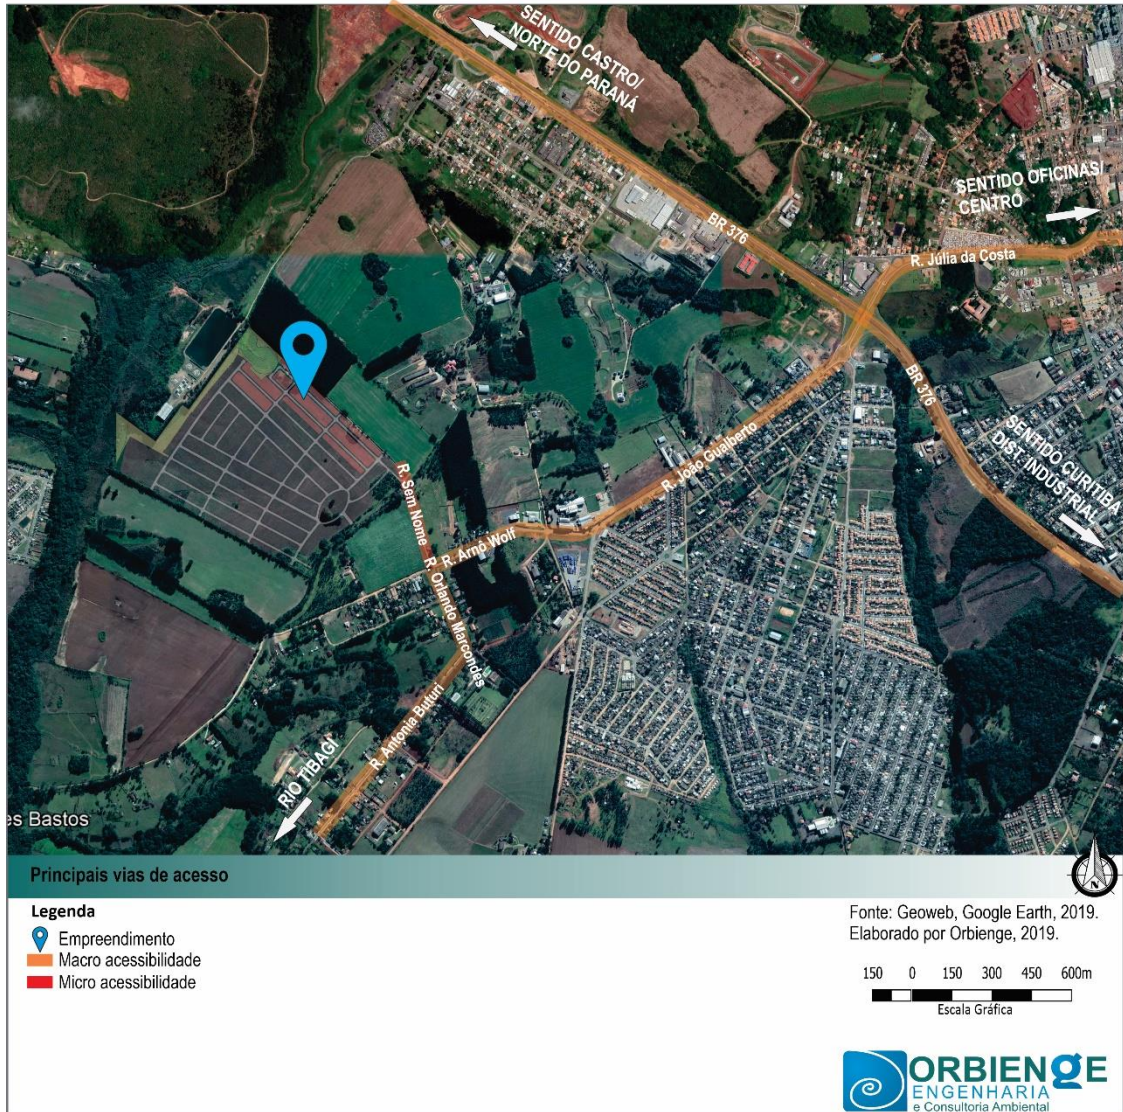 SENTIDO CASTRO/
NORTE DO PARANÁ
SENTIDO OFICINAS/
CENTRO
BR 376
R. Júlia da Costa
BR 376
SENTIDO CURITIBA
DIST. INDUSTRIAL
R. João Gualberto
R. Sem Nome
R. Arnô Wolf
R. Orlando Marcondes
R. Antonia Buturi
RIO TIBAGI
es Bastos
Principais vias de acesso
N
Legenda
Empreendimento
Macro acessibilidade
Micro acessibilidade
Fonte: Geoweb, Google Earth, 2019.
Elaborado por Orbienge, 2019.
150 0 150 300 450 600m
Escala Gráfica
ORBIENGE
ENGENHARIA
e Consultoria Ambiental